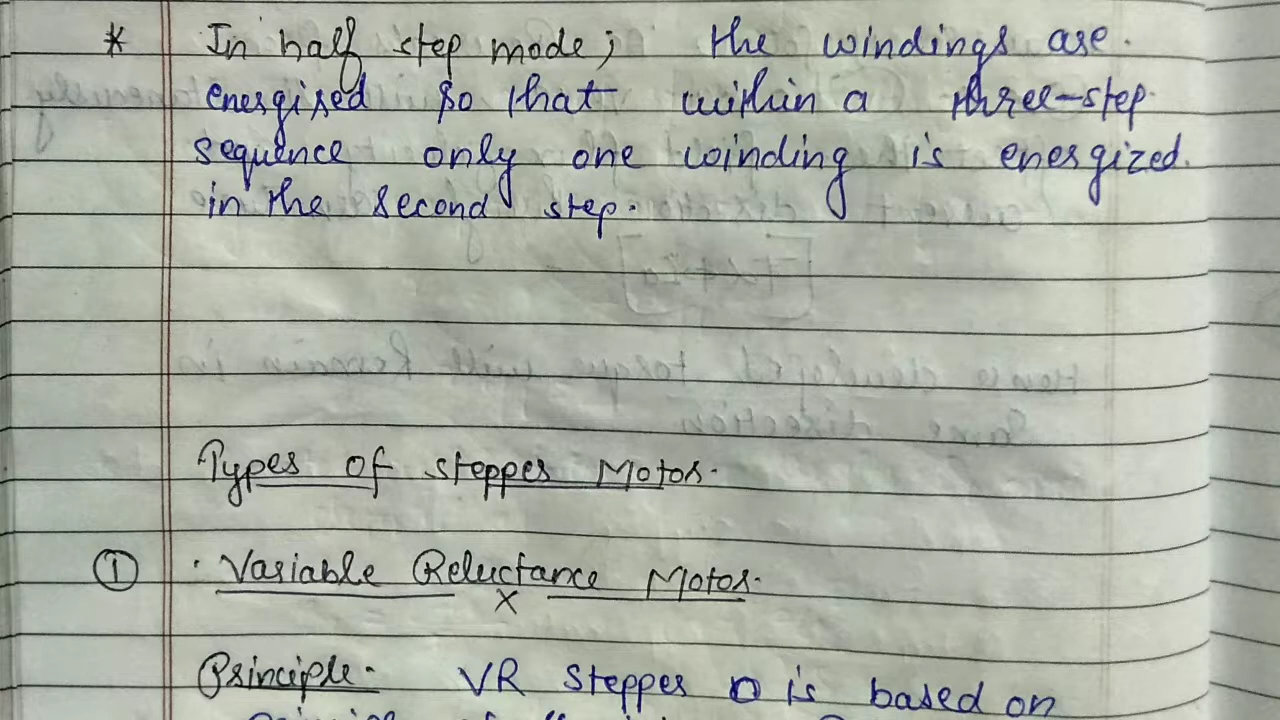 * In half step mode; the windings are.
energised so that within a three-step
sequence only one winding is energized.
in the second step.
Types of stepper Motor.
① Variable Reluctance Motor.
X
Principle - VR Stepper is based on